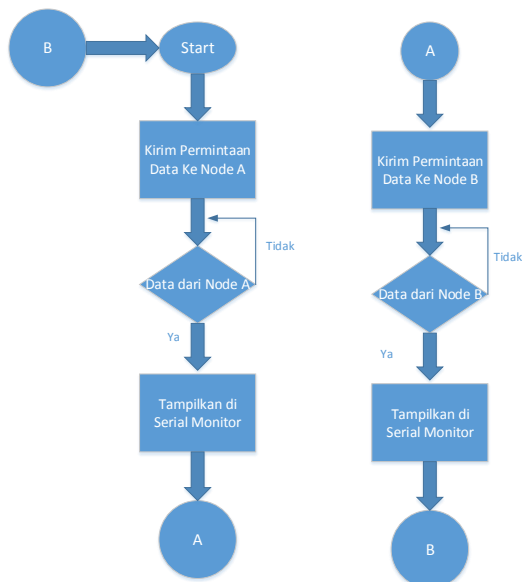 B
Start
Kirim Permintaan
Data Ke Node A
Tidak
Data dari Node A
Ya
Tampilkan di
Serial Monitor
A
A
Kirim Permintaan
Data Ke Node B
Tidak
Data dari Node B
Ya
Tampilkan di
Serial Monitor
B